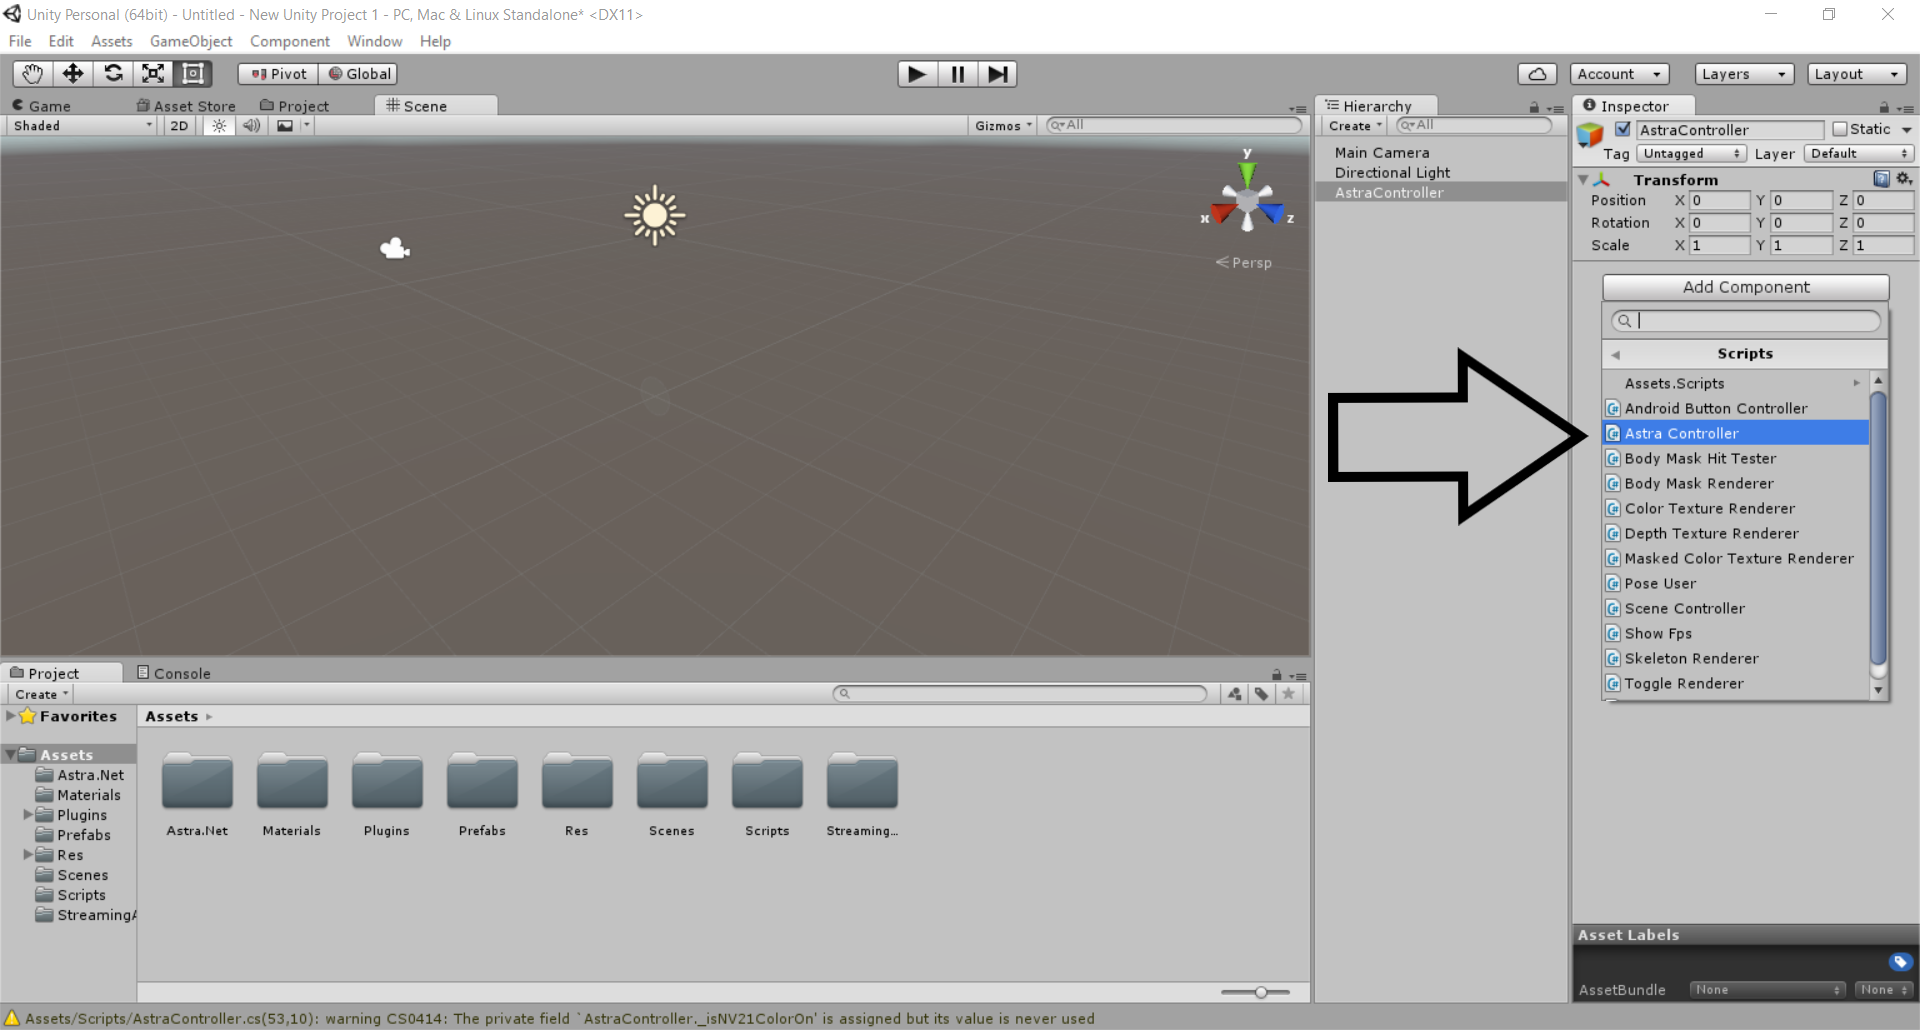 Unity Personal (64bit) - Untitled - New Unity Project 1 - PC, Mac & Linux Standalone* <DX11>
File Edit Assets GameObject Component Window Help
Pivot Global Account Layers Layout
Game Asset Store Project Scene
Shaded 2D Gizmos All
Hierarchy
Create All
Main Camera
Directional Light
AstraController
y
x z
Persp
Inspector
AstraController Static
Tag Untagged Layer Default
Transform
Position X 0 Y 0 Z 0
Rotation X 0 Y 0 Z 0
Scale X 1 Y 1 Z 1
Add Component
Scripts
Assets.Scripts
Android Button Controller
Astra Controller
Body Mask Hit Tester
Body Mask Renderer
Color Texture Renderer
Depth Texture Renderer
Masked Color Texture Renderer
Pose User
Scene Controller
Show Fps
Skeleton Renderer
Toggle Renderer
Project Console
Create
Favorites
Assets
Astra.Net
Materials
Plugins
Prefabs
Res
Scenes
Scripts
StreamingA
Assets
Astra.Net Materials Plugins Prefabs Res Scenes Scripts Streaming...
Asset Labels
AssetBundle None None
Assets/Scripts/AstraController.cs(53,10): warning CS0414: The private field `AstraController._isNV21ColorOn' is assigned but its value is never used